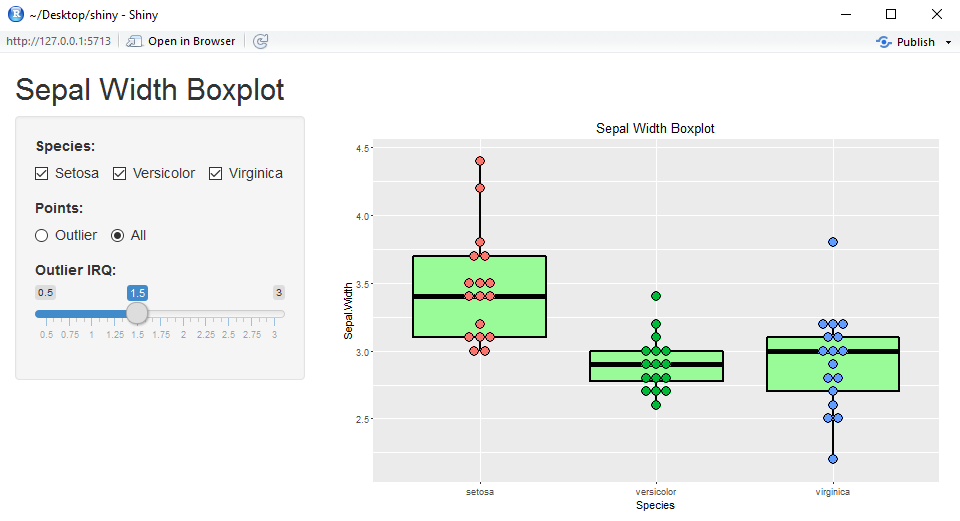 ~/Desktop/shiny - Shiny
http://127.0.0.1:5713 Open in Browser Publish
Sepal Width Boxplot
Species:
Setosa Versicolor Virginica
Points:
Outlier All
Outlier IRQ:
0.5 1.5 3
0.5 0.75 1 1.25 1.5 1.75 2 2.25 2.5 2.75 3
Sepal Width Boxplot
4.5
4.0
3.5
3.0
2.5
Sepal.Width
setosa versicolor virginica
Species